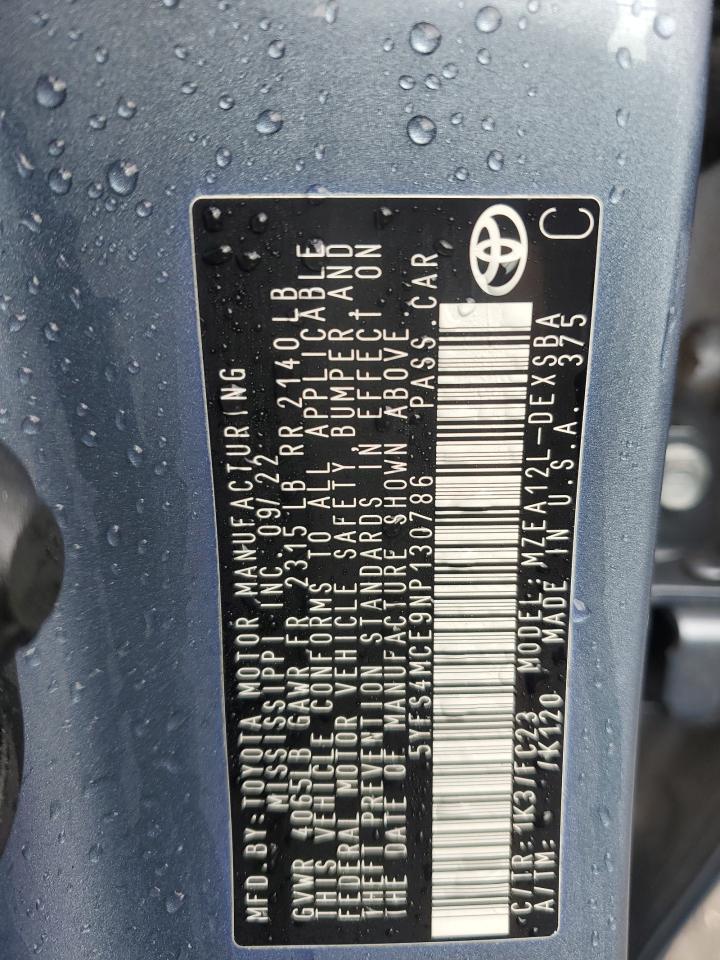 MFD. BY: TOYOTA MOTOR MANUFACTURING
MISSISSIPPI INC. 09/22
GVWR 4065LB GAWR FR 2315 LB RR 2140LB
THIS VEHICLE CONFORMS TO ALL APPLICABLE
FEDERAL MOTOR VEHICLE SAFETY, BUMPER AND
THEFT PREVENTION STANDARDS IN EFFECT ON
THE DATE OF MANUFACTURE SHOWN ABOVE.
5YFS4MCE9NP130786 PASS.CAR
C/TR: 1K3/FC23 MODEL: MZEA12L-DEXSBA
A/TM: -/K120 MADE IN U.S.A. 375
C